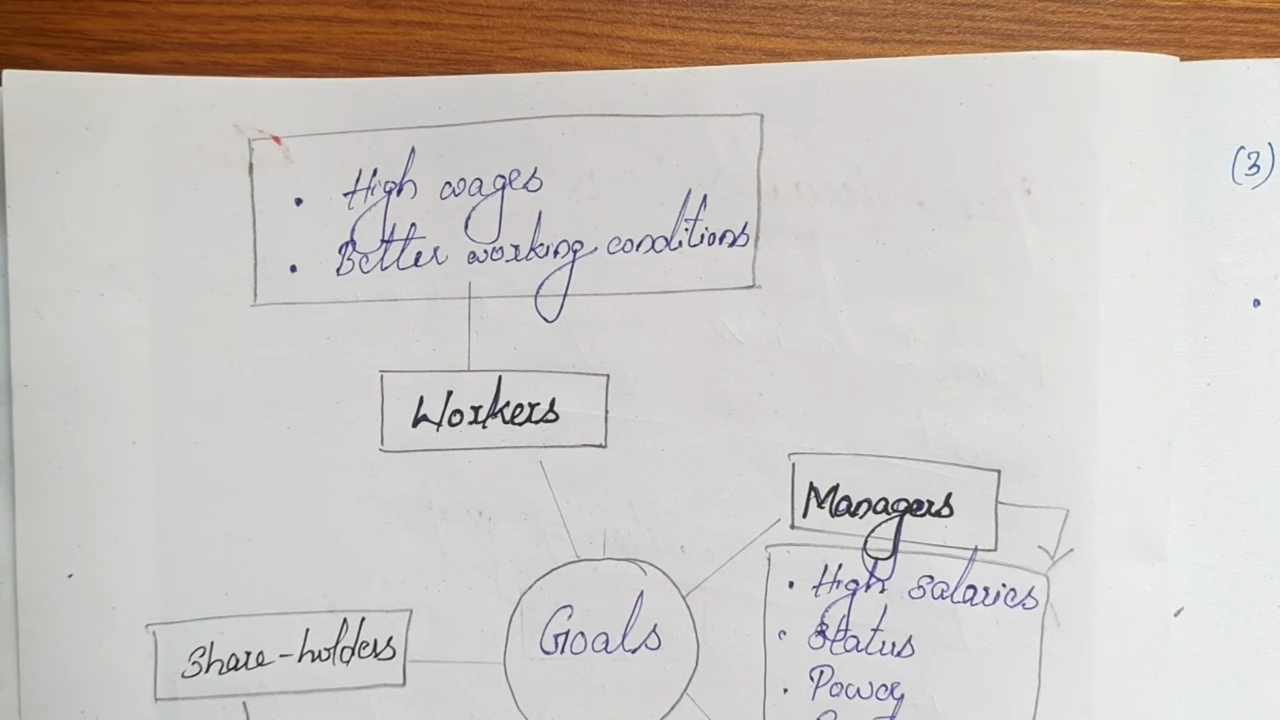 (3)
• High wages
• Better working conditions
Workers
Managers
• High salaries
• Status
Share-holders
Goals
• Power